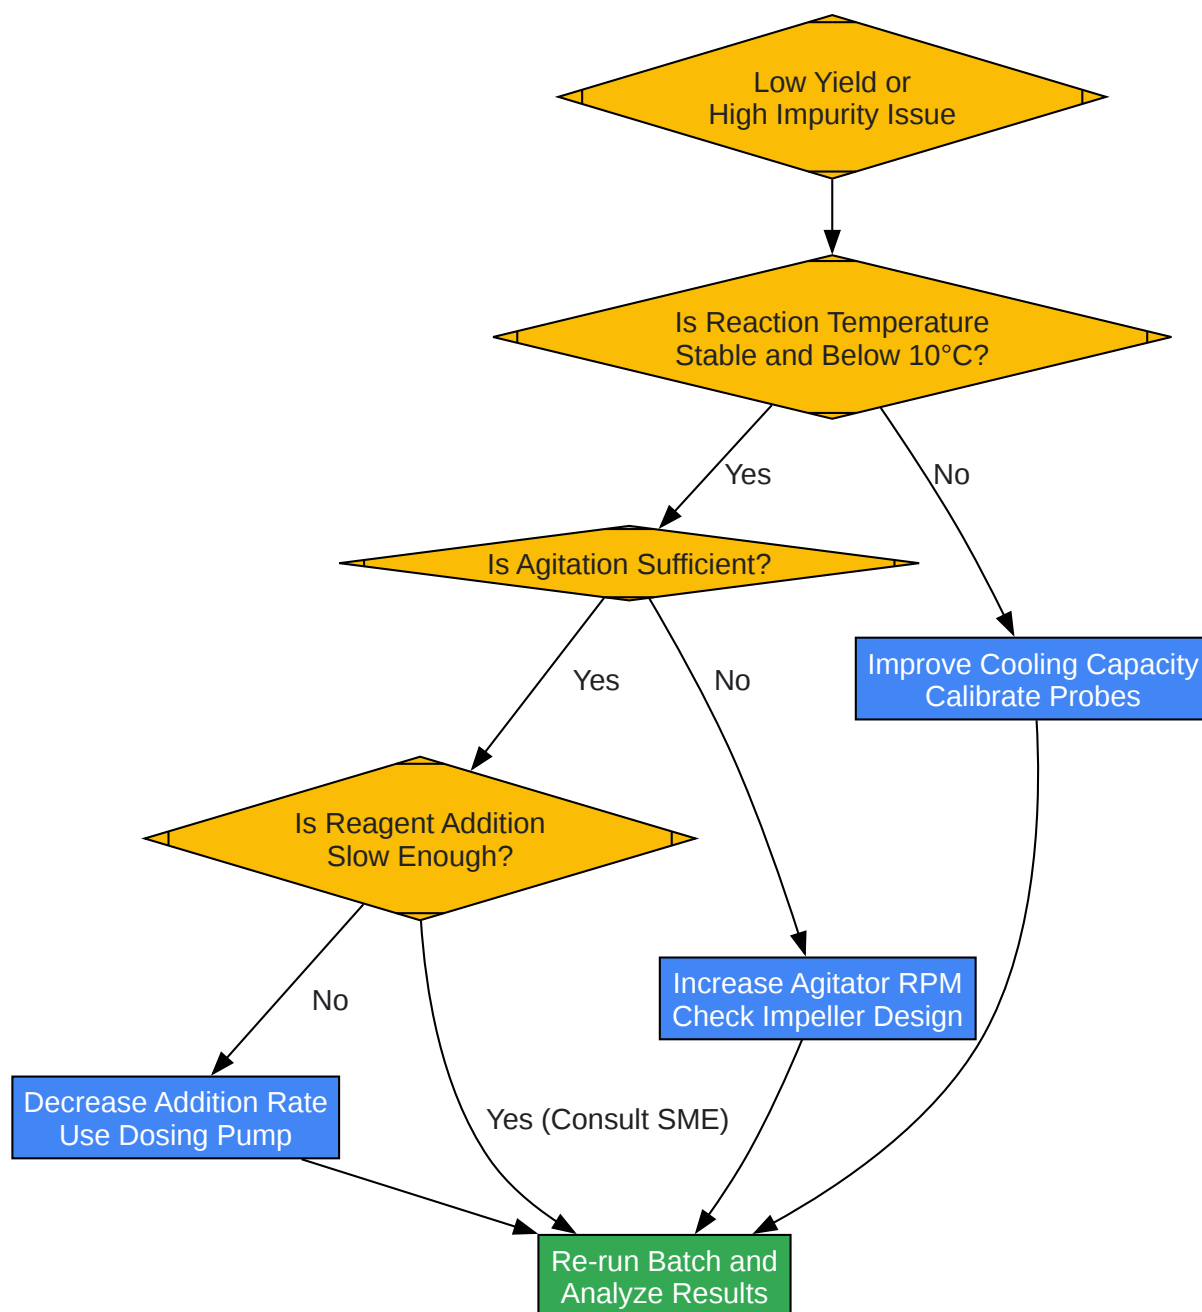 Low Yield or
High Impurity Issue
Is Reaction Temperature
Stable and Below 10°C?
Yes
No
Is Agitation Sufficient?
Improve Cooling Capacity
Calibrate Probes
Yes
No
Is Reagent Addition
Slow Enough?
Increase Agitator RPM
Check Impeller Design
No
Decrease Addition Rate
Use Dosing Pump
Yes (Consult SME)
Re-run Batch and
Analyze Results